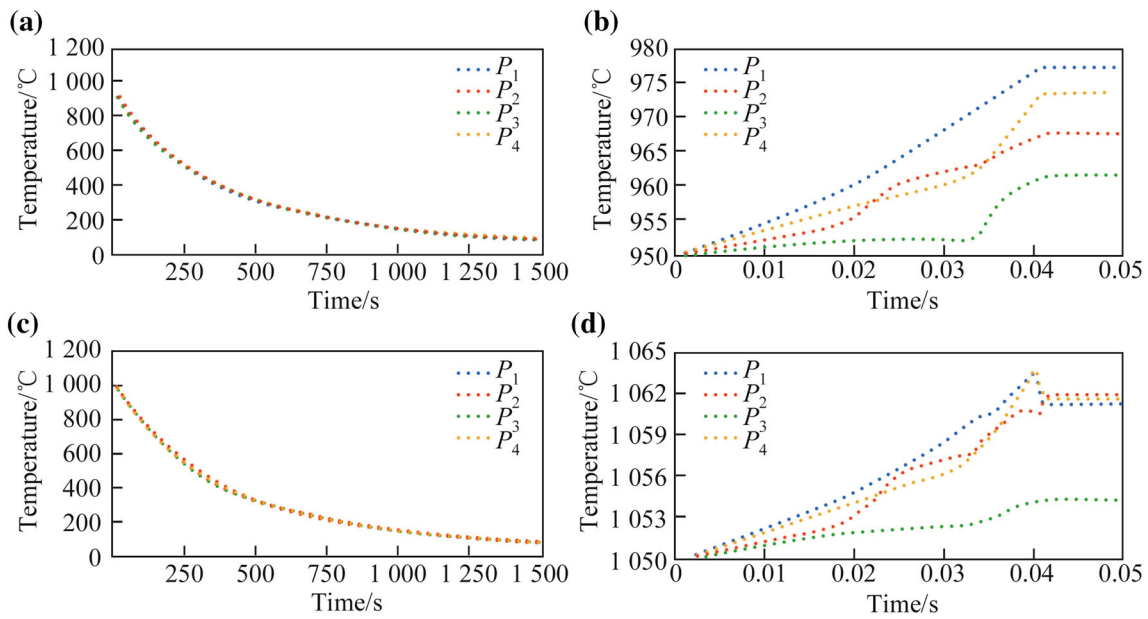 (a)
1 200
1 000
800
600
400
200
0
Temperature/℃
250 500 750 1 000 1 250 1 500
Time/s
P1
P2
P3
P4
(b)
980
975
970
965
960
955
950
Temperature/℃
0 0.01 0.02 0.03 0.04 0.05
Time/s
P1
P2
P3
P4
(c)
1 200
1 000
800
600
400
200
0
Temperature/℃
250 500 750 1 000 1 250 1 500
Time/s
P1
P2
P3
P4
(d)
1 065
1 062
1 059
1 056
1 053
1 050
Temperature/℃
0 0.01 0.02 0.03 0.04 0.05
Time/s
P1
P2
P3
P4